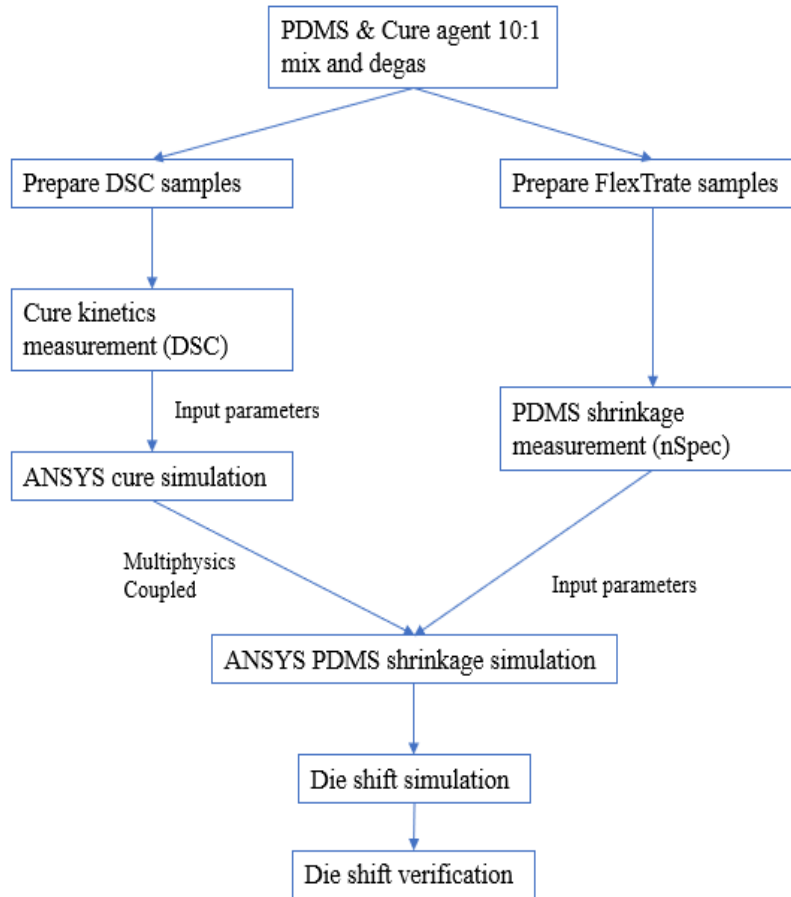 PDMS & Cure agent 10:1
mix and degas
Prepare DSC samples
Prepare FlexTrate samples
Cure kinetics
measurement (DSC)
Input parameters
PDMS shrinkage
measurement (nSpec)
ANSYS cure simulation
Multiphysics
Coupled
Input parameters
ANSYS PDMS shrinkage simulation
Die shift simulation
Die shift verification